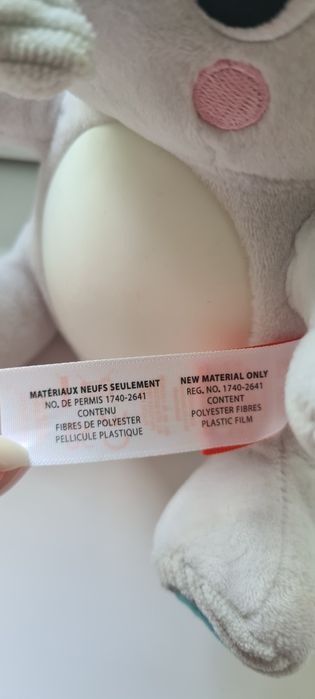 MATÉRIAUX NEUFS SEULEMENT
NO. DE PERMIS 1740-2641
CONTENU
FIBRES DE POLYESTER
PELLICULE PLASTIQUE
NEW MATERIAL ONLY
REG. NO. 1740-2641
CONTENT
POLYESTER FIBRES
PLASTIC FILM